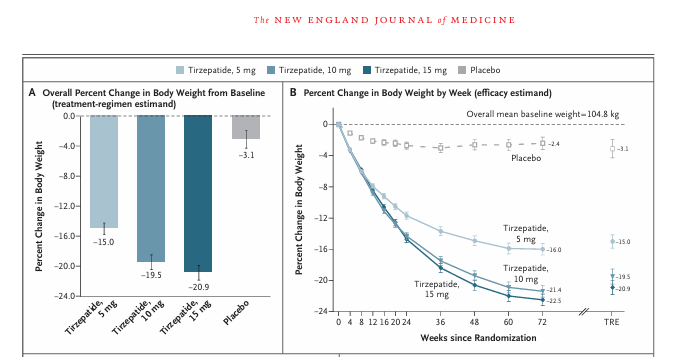 The NEW ENGLAND JOURNAL of MEDICINE
Tirzepatide, 5 mg Tirzepatide, 10 mg Tirzepatide, 15 mg Placebo
A Overall Percent Change in Body Weight from Baseline
(treatment-regimen estimand)
Percent Change in Body Weight
0.0
−4.0
−8.0
−12.0
−16.0
−20.0
−24.0
−15.0
−19.5
−20.9
−3.1
Tirzepatide, 5 mg
Tirzepatide, 10 mg
Tirzepatide, 15 mg
Placebo
B Percent Change in Body Weight by Week (efficacy estimand)
Overall mean baseline weight=104.8 kg
Percent Change in Body Weight
0
−4
−8
−12
−16
−20
−24
−2.4
Placebo
−3.1
Tirzepatide,
5 mg
−16.0
−15.0
Tirzepatide,
10 mg
−21.4
−19.5
Tirzepatide,
15 mg
−22.5
−20.9
0 4 8 12 16 20 24 36 48 60 72 TRE
Weeks since Randomization